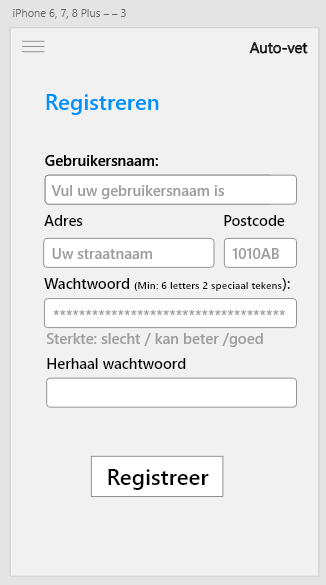 iPhone 6, 7, 8 Plus – – 3
Auto-vet
Registreren
Gebruikersnaam:
Vul uw gebruikersnaam is
Adres Postcode
Uw straatnaam 1010AB
Wachtwoord (Min: 6 letters 2 speciaal tekens):
************************************
Sterkte: slecht / kan beter /goed
Herhaal wachtwoord
Registreer